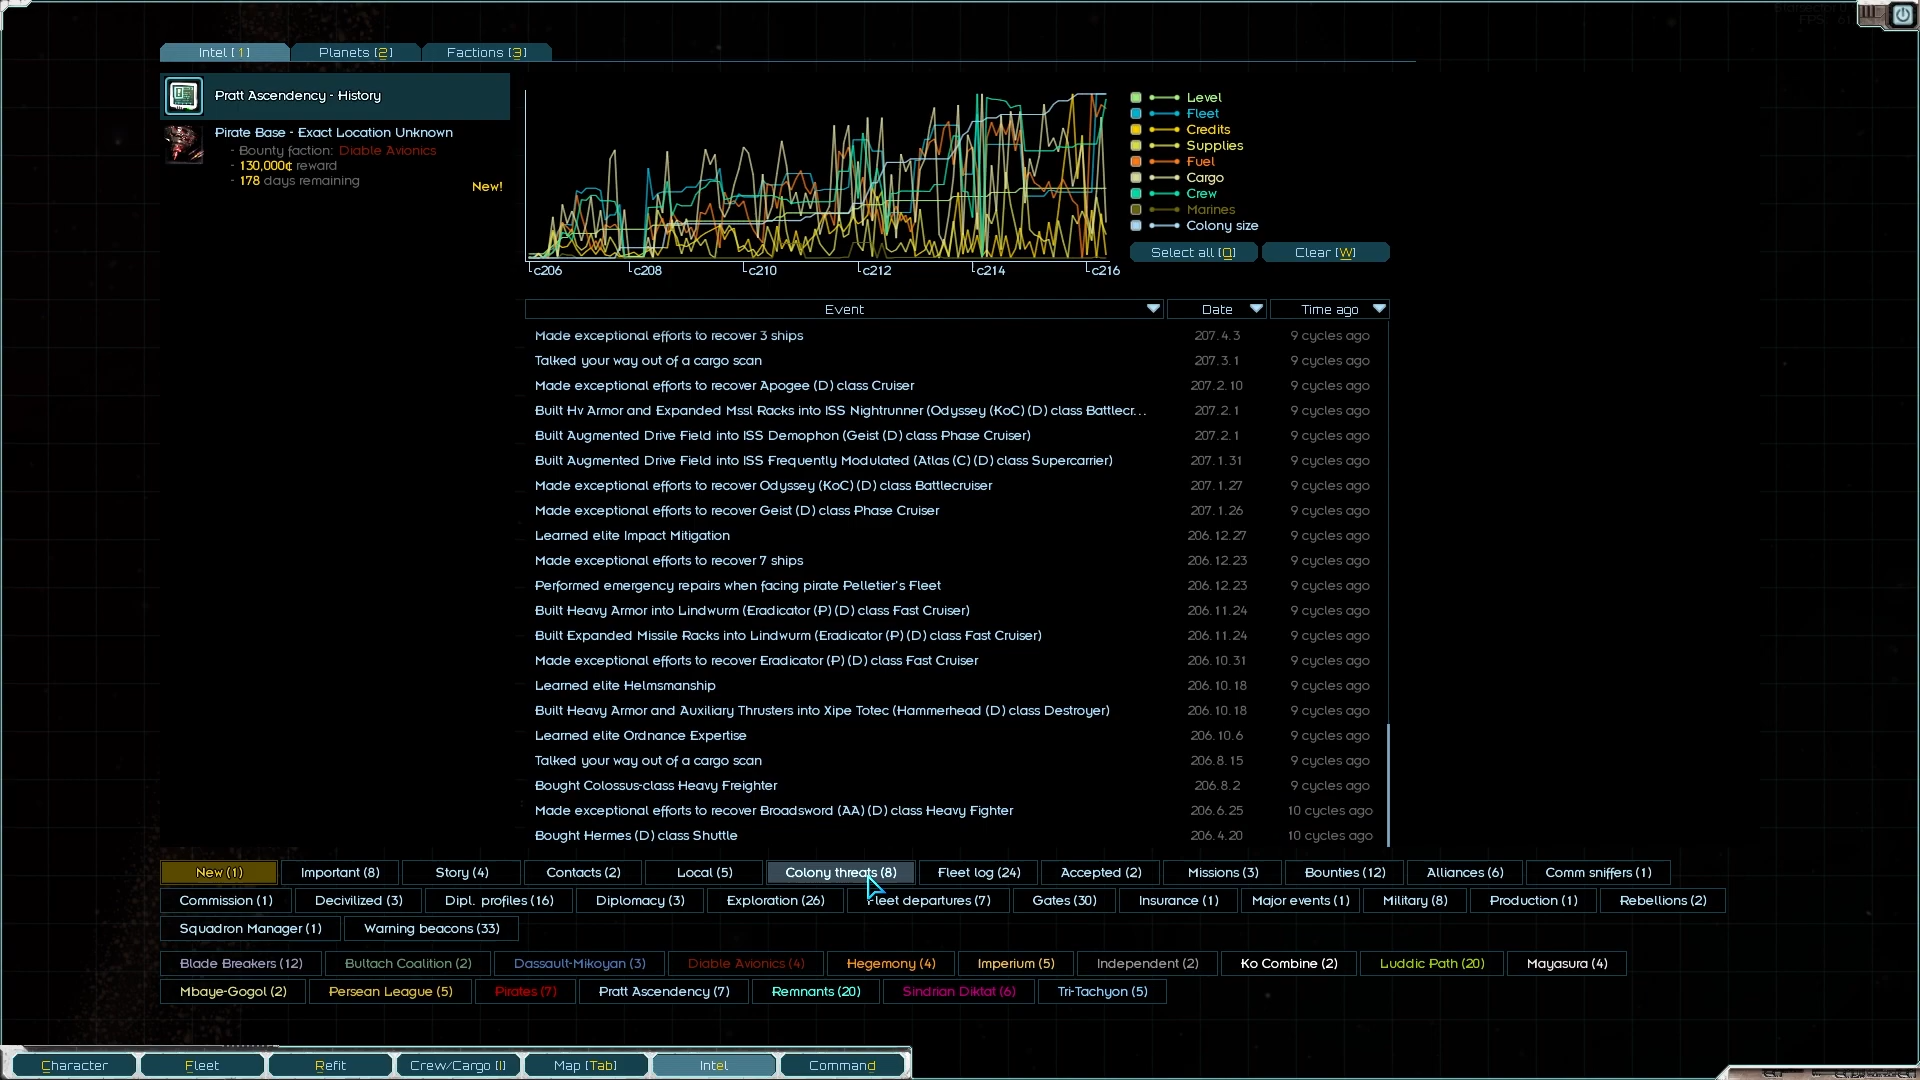 Intel [1]
Planets [2]
Factions [3]
Pratt Ascendency - History
Pirate Base - Exact Location Unknown
- Bounty faction: Diable Avionics
- 130,000¢ reward
- 178 days remaining
New!
Level
Fleet
Credits
Supplies
Fuel
Cargo
Crew
Marines
Colony size
Select all [Q]
Clear [W]
c206 c208 c210 c212 c214 c216
Event Date Time ago
Made exceptional efforts to recover 3 ships 207.4.3 9 cycles ago
Talked your way out of a cargo scan 207.3.1 9 cycles ago
Made exceptional efforts to recover Apogee (D) class Cruiser 207.2.10 9 cycles ago
Built Hv Armor and Expanded Mssl Racks into ISS Nightrunner (Odyssey (KoC) (D) class Battlecr... 207.2.1 9 cycles ago
Built Augmented Drive Field into ISS Demophon (Geist (D) class Phase Cruiser) 207.2.1 9 cycles ago
Built Augmented Drive Field into ISS Frequently Modulated (Atlas (C) (D) class Supercarrier) 207.1.31 9 cycles ago
Made exceptional efforts to recover Odyssey (KoC) (D) class Battlecruiser 207.1.27 9 cycles ago
Made exceptional efforts to recover Geist (D) class Phase Cruiser 207.1.26 9 cycles ago
Learned elite Impact Mitigation 206.12.27 9 cycles ago
Made exceptional efforts to recover 7 ships 206.12.23 9 cycles ago
Performed emergency repairs when facing pirate Pelletier's Fleet 206.12.23 9 cycles ago
Built Heavy Armor into Lindwurm (Eradicator (P) (D) class Fast Cruiser) 206.11.24 9 cycles ago
Built Expanded Missile Racks into Lindwurm (Eradicator (P) (D) class Fast Cruiser) 206.11.24 9 cycles ago
Made exceptional efforts to recover Eradicator (P) (D) class Fast Cruiser 206.10.31 9 cycles ago
Learned elite Helmsmanship 206.10.18 9 cycles ago
Built Heavy Armor and Auxiliary Thrusters into Xipe Totec (Hammerhead (D) class Destroyer) 206.10.18 9 cycles ago
Learned elite Ordnance Expertise 206.10.6 9 cycles ago
Talked your way out of a cargo scan 206.8.15 9 cycles ago
Bought Colossus-class Heavy Freighter 206.8.2 9 cycles ago
Made exceptional efforts to recover Broadsword (AA) (D) class Heavy Fighter 206.6.25 10 cycles ago
Bought Hermes (D) class Shuttle 206.4.20 10 cycles ago
New (1) Important (8) Story (4) Contacts (2) Local (5) Colony threats (8) Fleet log (24) Accepted (2) Missions (3) Bounties (12) Alliances (6) Comm sniffers (1)
Commission (1) Decivilized (3) Dipl. profiles (16) Diplomacy (3) Exploration (26) Fleet departures (7) Gates (30) Insurance (1) Major events (1) Military (8) Production (1) Rebellions (2)
Squadron Manager (1) Warning beacons (33)
Blade Breakers (12) Bultach Coalition (2) Dassault-Mikoyan (3) Diable Avionics (4) Hegemony (4) Imperium (5) Independent (2) Ko Combine (2) Luddic Path (20) Mayasura (4)
Mbaye-Gogol (2) Persean League (5) Pirates (7) Pratt Ascendency (7) Remnants (20) Sindrian Diktat (6) Tri-Tachyon (5)
Character Fleet Refit Crew/Cargo [I] Map [Tab] Intel Command